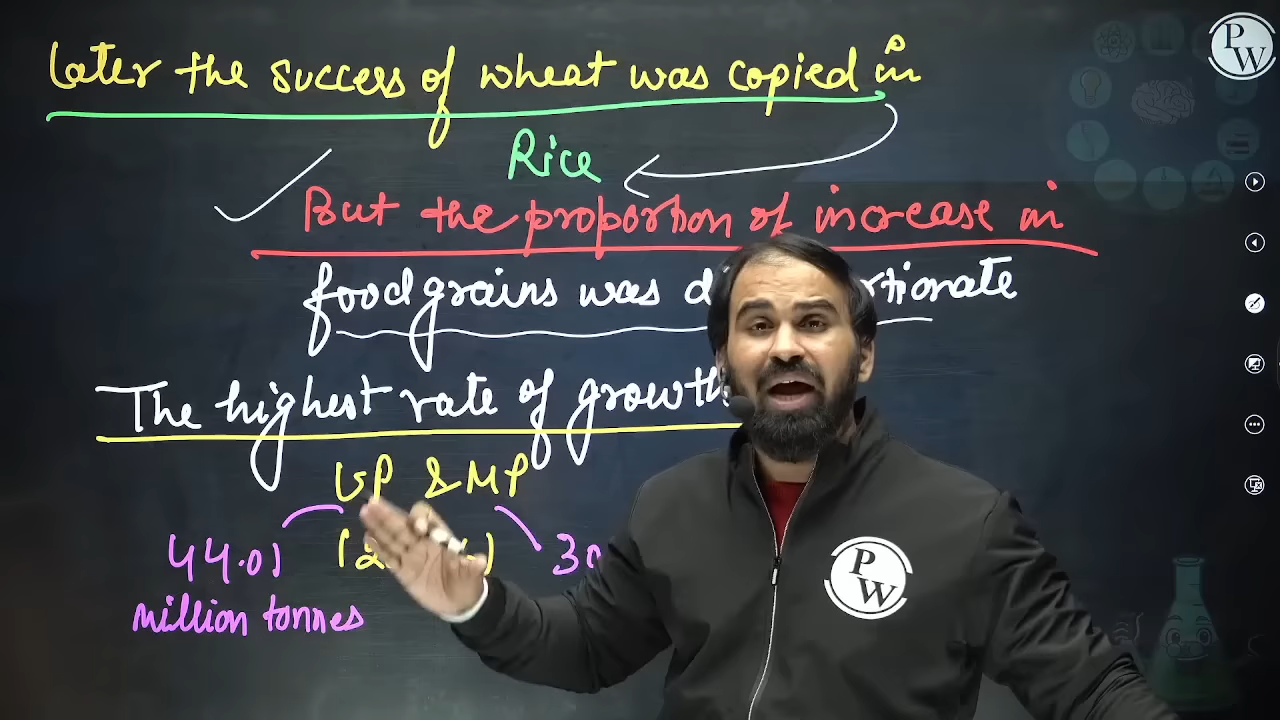 PW
Later the success of wheat was copied in
Rice
But the proportion of increase in
foodgrains was
The highest rate of growth
UP & MP
44.01
million tonnes
PW